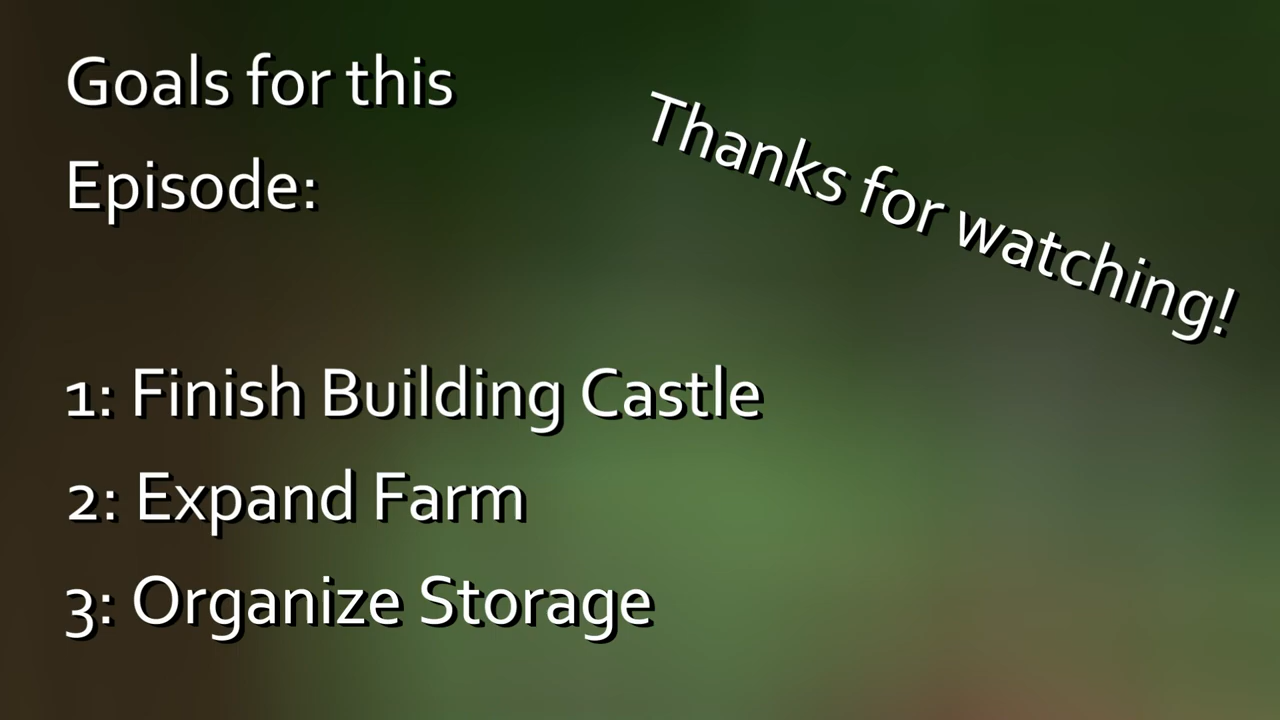 Goals for this
Episode:
Thanks for watching!
1: Finish Building Castle
2: Expand Farm
3: Organize Storage